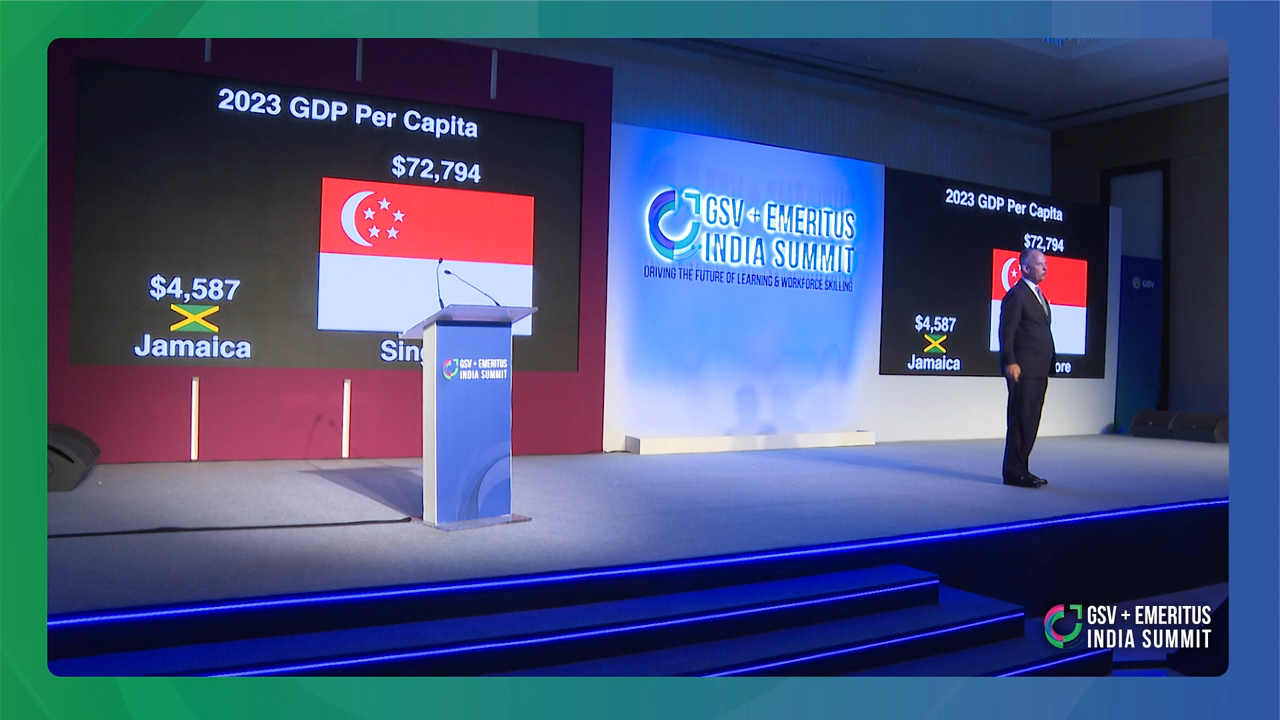 2023 GDP Per Capita
$72,794
$4,587
Jamaica
Sing
GSV + EMERITUS
INDIA SUMMIT
GSV + EMERITUS
INDIA SUMMIT
DRIVING THE FUTURE OF LEARNING & WORKFORCE SKILLING
2023 GDP Per Capita
$72,794
$4,587
Jamaica
ore
GSV
GSV + EMERITUS
INDIA SUMMIT